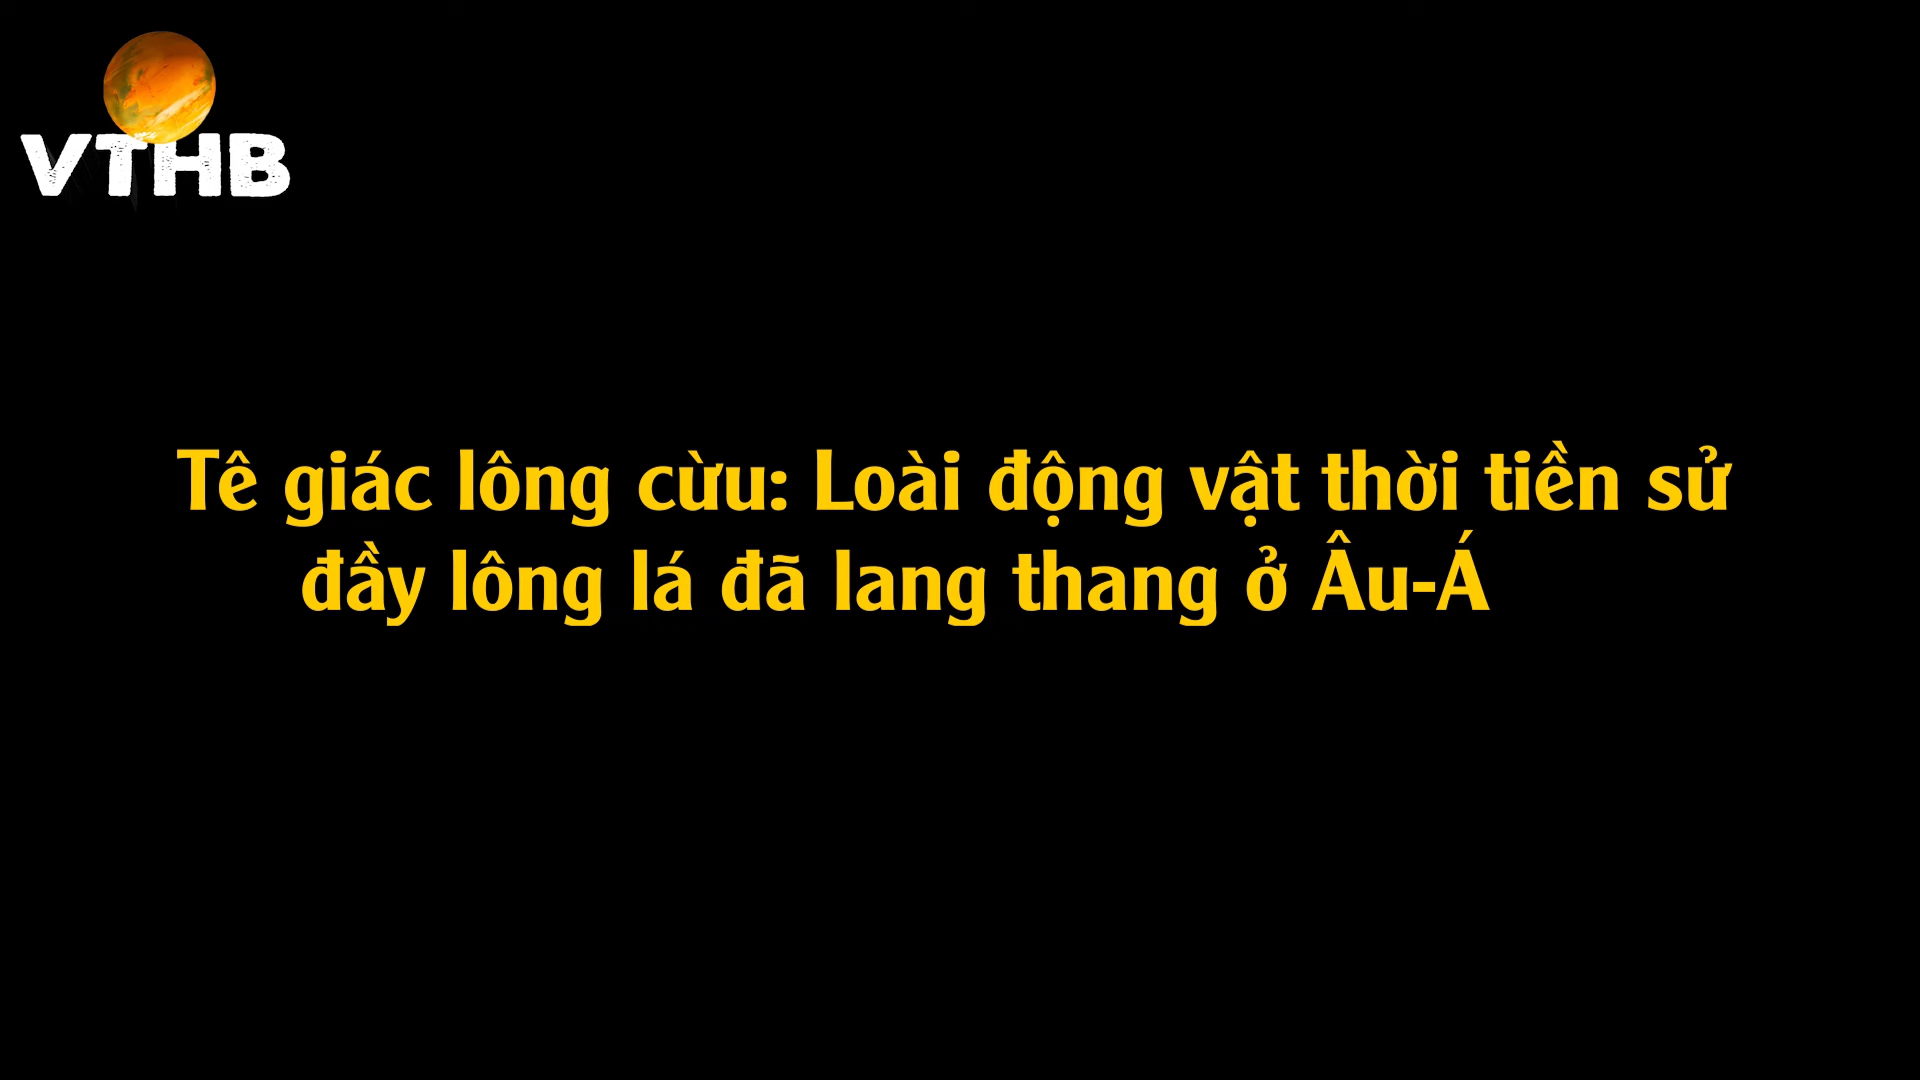 VTHB
Tê giác lông cừu: Loài động vật thời tiền sử
đầy lông lá đã lang thang ở Âu-Á